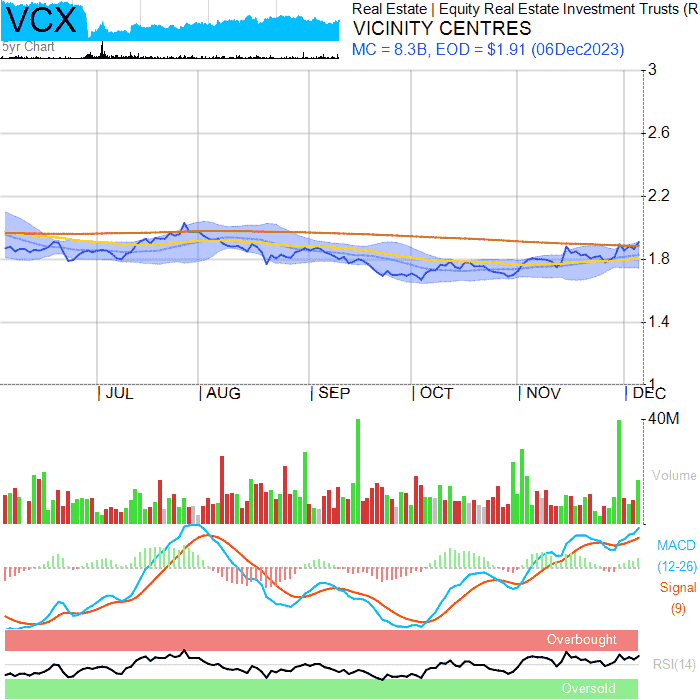 VCX
5yr Chart
Real Estate | Equity Real Estate Investment Trusts (R
VICINITY CENTRES
MC = 8.3B, EOD = $1.91 (06Dec2023)
3
2.6
2.2
1.8
1.4
1
JUL AUG SEP OCT NOV DEC
40M
Volume
MACD
(12-26)
Signal
(9)
Overbought
RSI(14)
Oversold